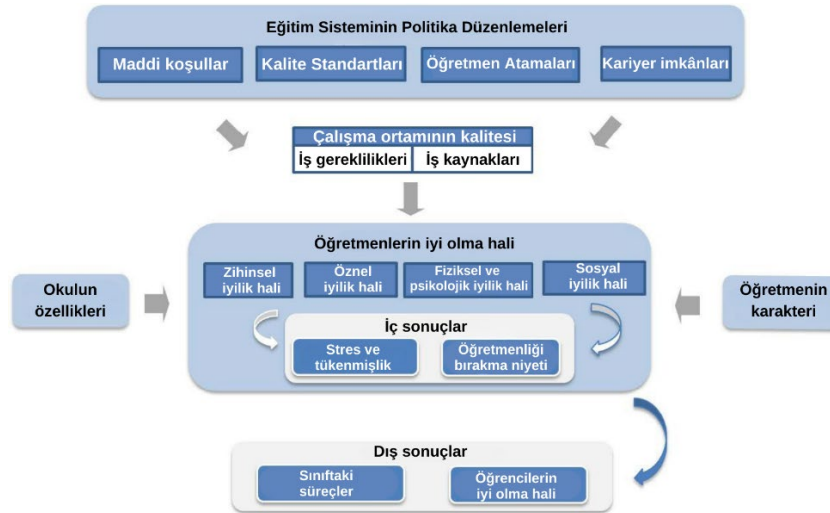 Eğitim Sisteminin Politika Düzenlemeleri
Maddi koşullar
Kalite Standartları
Öğretmen Atamaları
Kariyer imkânları
Çalışma ortamının kalitesi
İş gereklilikleri
İş kaynakları
Öğretmenlerin iyi olma hali
Zihinsel
iyilik hali
Öznel
iyilik hali
Fiziksel ve
psikolojik iyilik hali
Sosyal
iyilik hali
Okulun
özellikleri
Öğretmenin
karakteri
İç sonuçlar
Stres ve
tükenmişlik
Öğretmenliği
bırakma niyeti
Dış sonuçlar
Sınıftaki
süreçler
Öğrencilerin
iyi olma hali